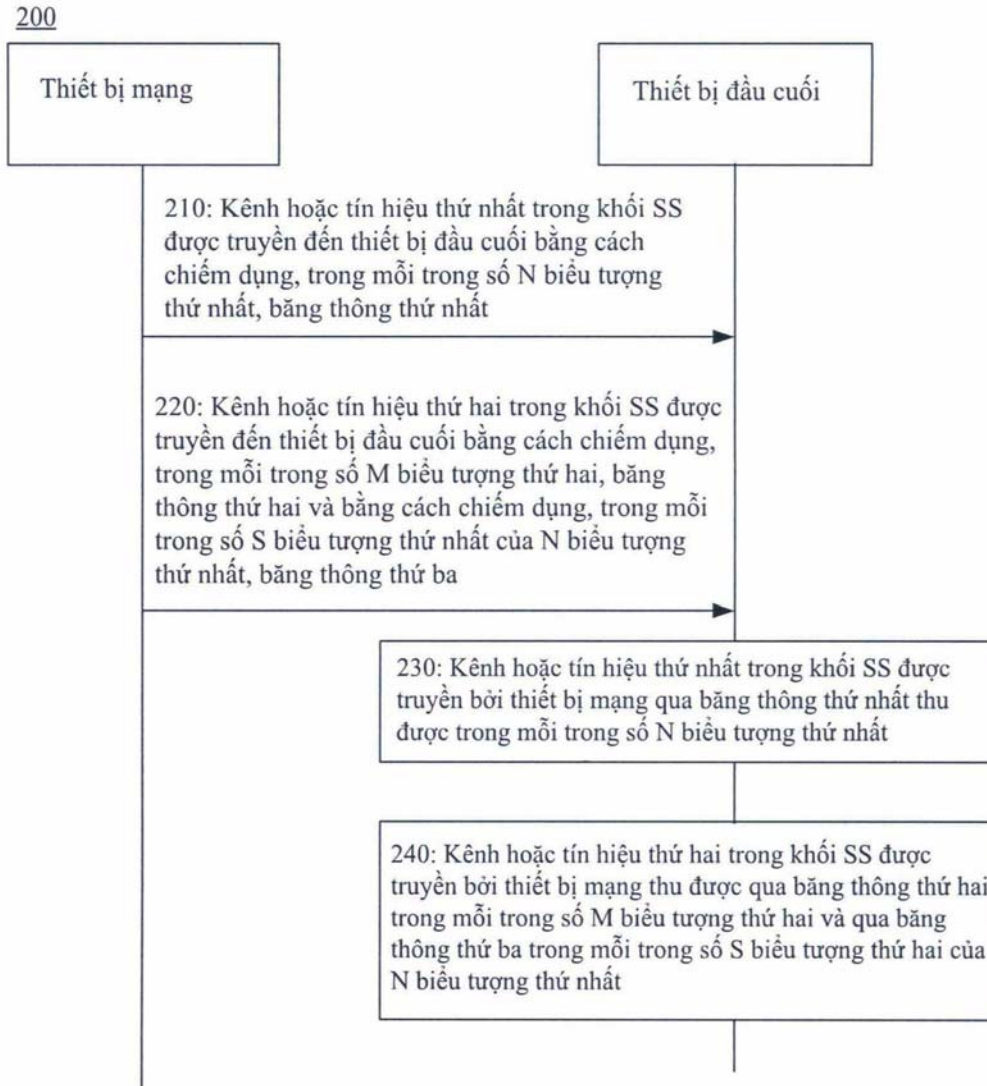 200
Thiết bị mạng
Thiết bị đầu cuối
210: Kênh hoặc tín hiệu thứ nhất trong khối SS
được truyền đến thiết bị đầu cuối bằng cách
chiếm dụng, trong mỗi trong số N biểu tượng
thứ nhất, băng thông thứ nhất
220: Kênh hoặc tín hiệu thứ hai trong khối SS được
truyền đến thiết bị đầu cuối bằng cách chiếm dụng,
trong mỗi trong số M biểu tượng thứ hai, băng
thông thứ hai và bằng cách chiếm dụng, trong mỗi
trong số S biểu tượng thứ nhất của N biểu tượng
thứ nhất, băng thông thứ ba
230: Kênh hoặc tín hiệu thứ nhất trong khối SS được
truyền bởi thiết bị mạng qua băng thông thứ nhất thu
được trong mỗi trong số N biểu tượng thứ nhất
240: Kênh hoặc tín hiệu thứ hai trong khối SS được
truyền bởi thiết bị mạng thu được qua băng thông thứ hai
trong mỗi trong số M biểu tượng thứ hai và qua băng
thông thứ ba trong mỗi trong số S biểu tượng thứ hai của
N biểu tượng thứ nhất